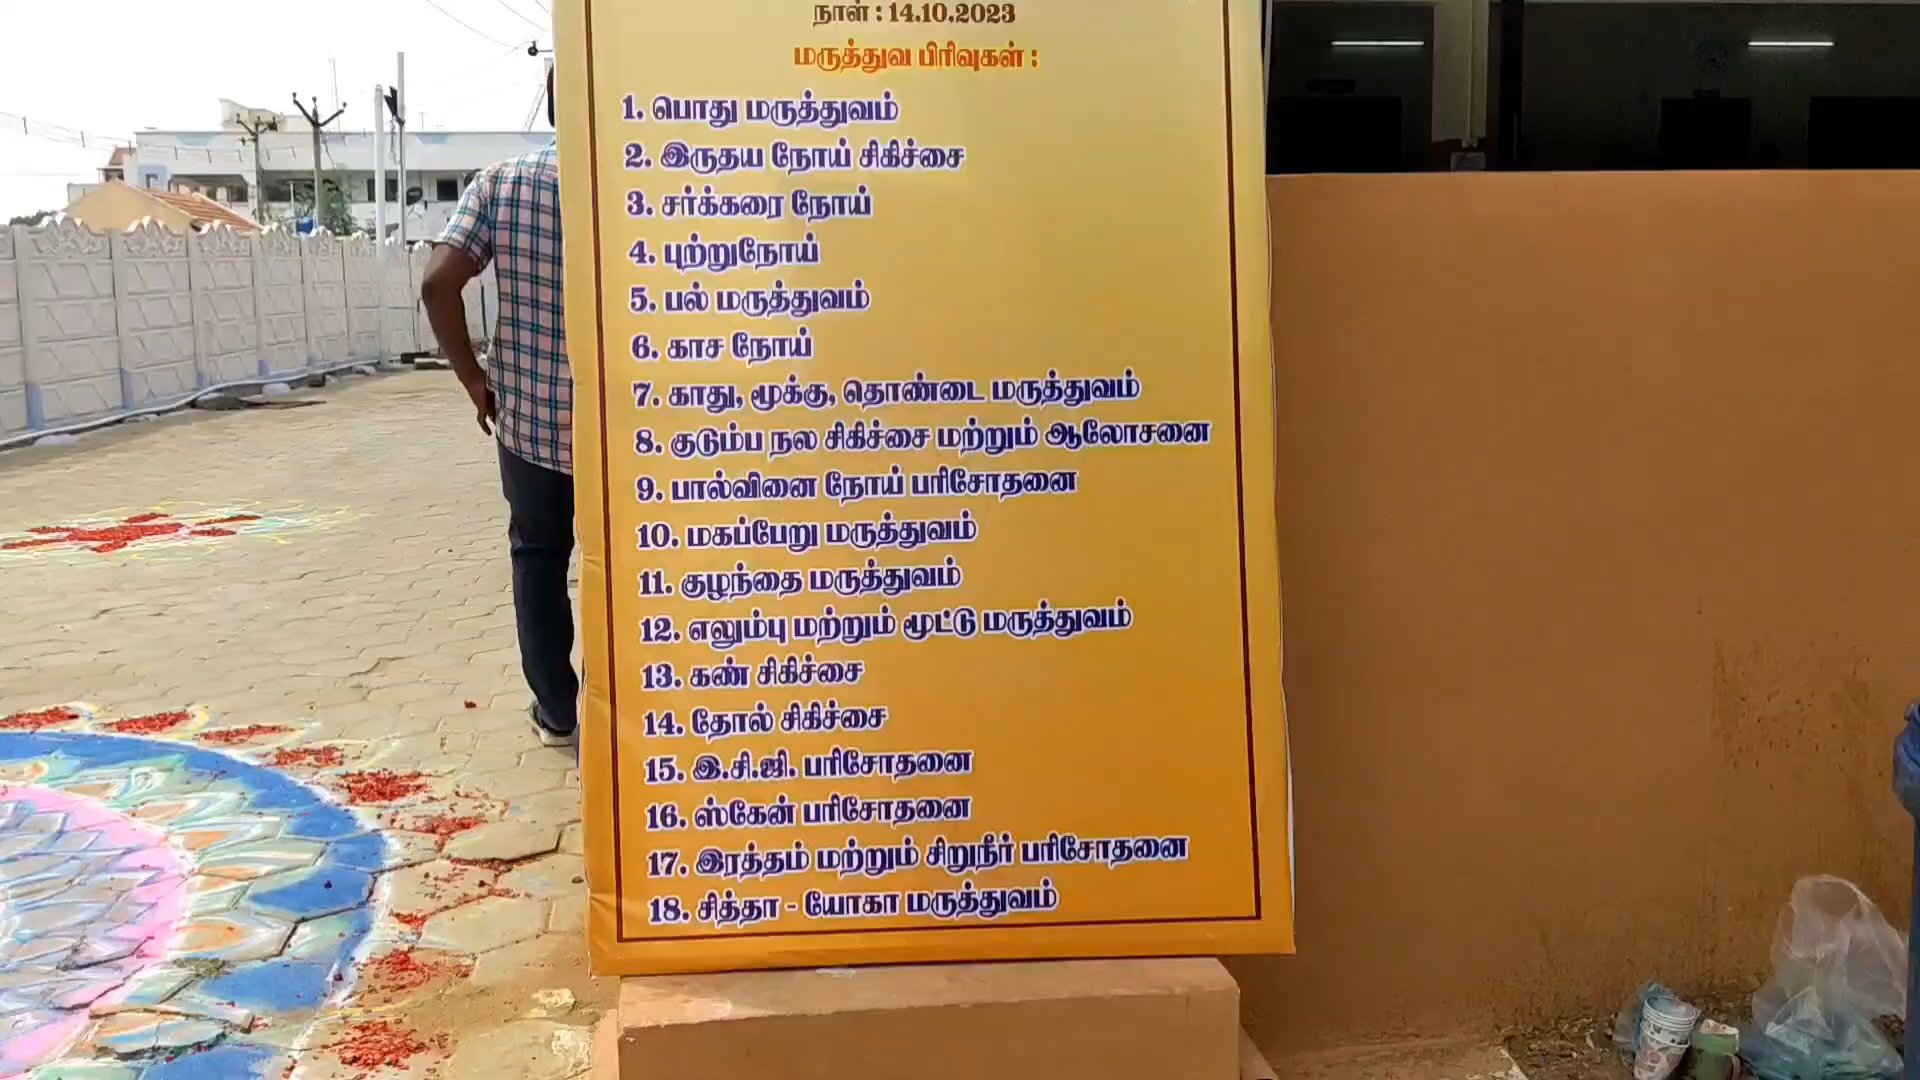 நாள் : 14.10.2023
மருத்துவ பிரிவுகள் :
1. பொது மருத்துவம்
2. இருதய நோய் சிகிச்சை
3. சர்க்கரை நோய்
4. புற்றுநோய்
5. பல் மருத்துவம்
6. காச நோய்
7. காது, மூக்கு, தொண்டை மருத்துவம்
8. குடும்ப நல சிகிச்சை மற்றும் ஆலோசனை
9. பால்வினை நோய் பரிசோதனை
10. மகப்பேறு மருத்துவம்
11. குழந்தை மருத்துவம்
12. எலும்பு மற்றும் மூட்டு மருத்துவம்
13. கண் சிகிச்சை
14. தோல் சிகிச்சை
15. இ.சி.ஜி. பரிசோதனை
16. ஸ்கேன் பரிசோதனை
17. இரத்தம் மற்றும் சிறுநீர் பரிசோதனை
18. சித்தா - யோகா மருத்துவம்